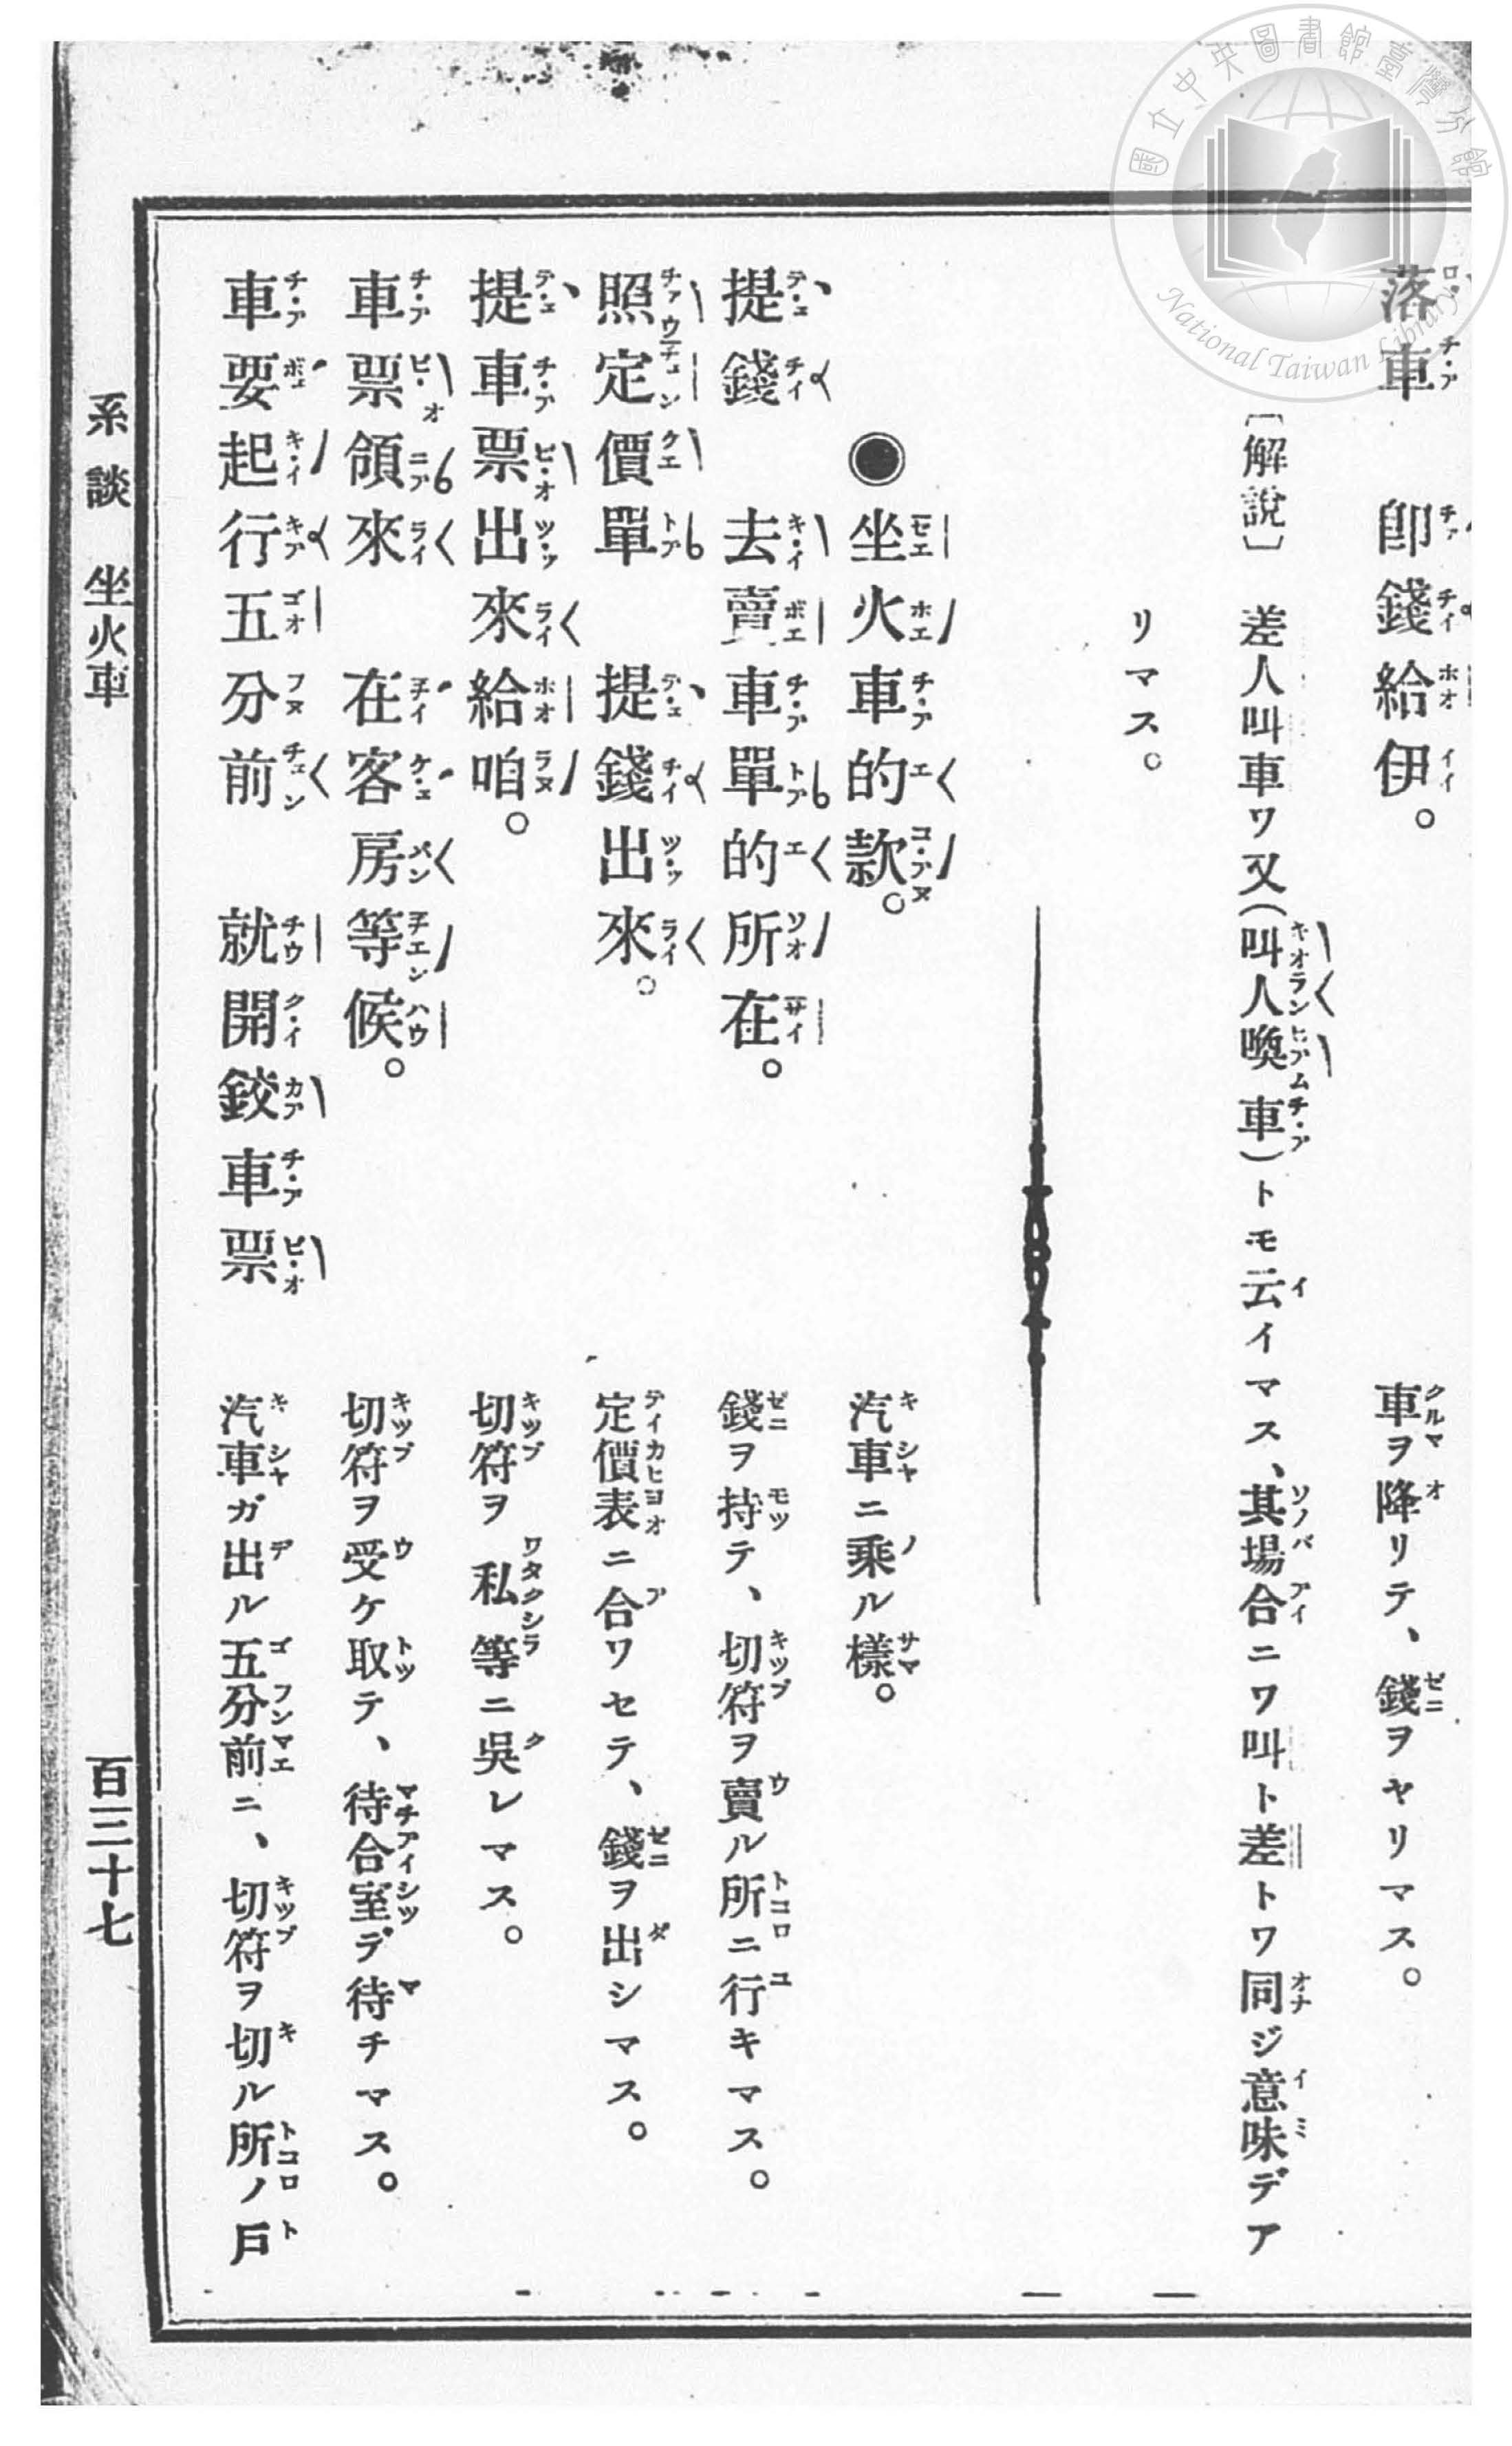 國立中央圖書館臺灣分館
National Taiwan Library
落車 卽錢給伊。 車ヲ降リテ、錢ヲヤリマス。
〔解說〕 差人叫車ワ又(叫人喚車)トモ云イマス、其場合ニワ叫ト差トワ同ジ意味デア
リマス。
◉坐火車的款。 汽車ニ乘ル樣。
提錢 去賣車單的所在。 錢ヲ持テ、切符ヲ賣ル所ニ行キマス。
照定價單 提錢出來。 定價表ニ合ワセテ、錢ヲ出シマス。
提車票出來給咱。 切符ヲ私等ニ吳レマス。
車票領來 在客房等候。 切符ヲ受ケ取テ、待合室デ待チマス。
車要起行五分前 就開鉸車票 汽車ガ出ル五分前ニ、切符ヲ切ル所ノ戶
系談 坐火車 百三十七